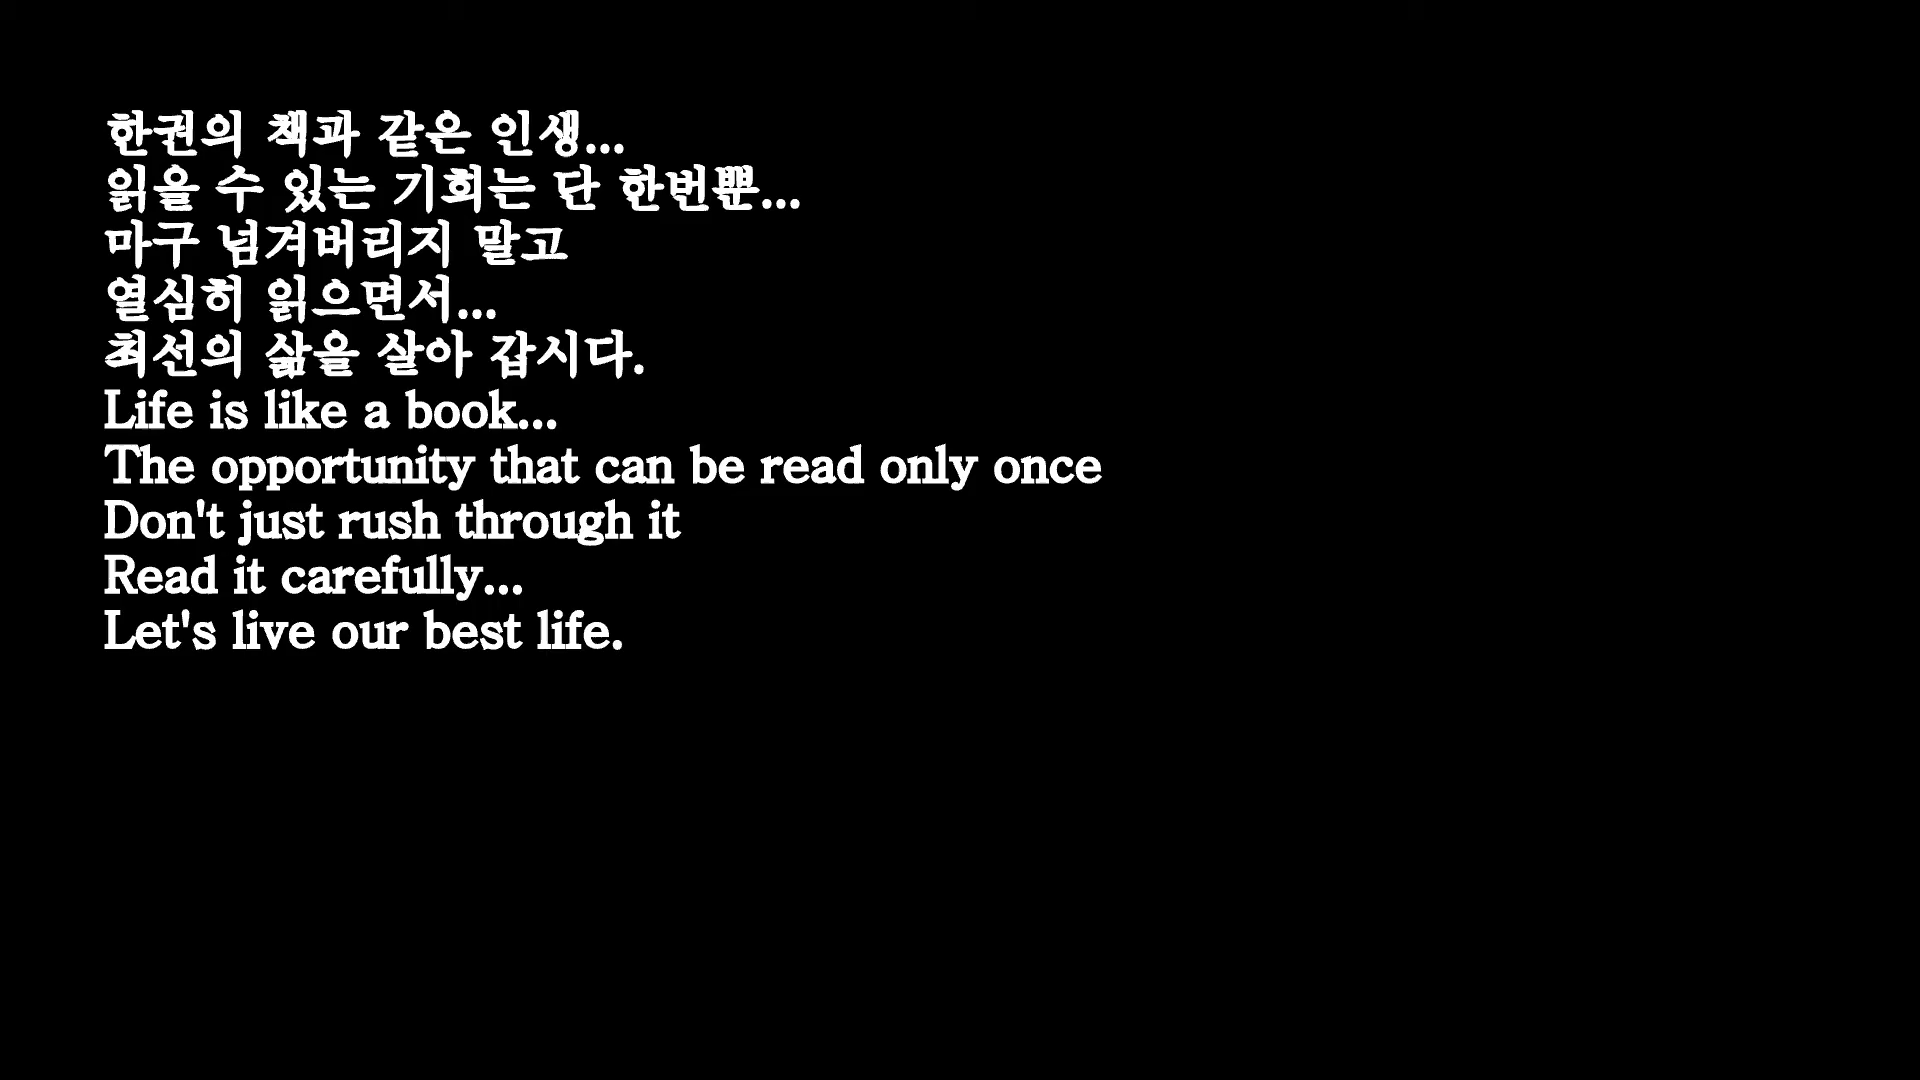 한권의 책과 같은 인생...
읽을 수 있는 기회는 단 한번뿐...
마구 넘겨버리지 말고
열심히 읽으면서...
최선의 삶을 살아 갑시다.
Life is like a book...
The opportunity that can be read only once
Don't just rush through it
Read it carefully...
Let's live our best life.